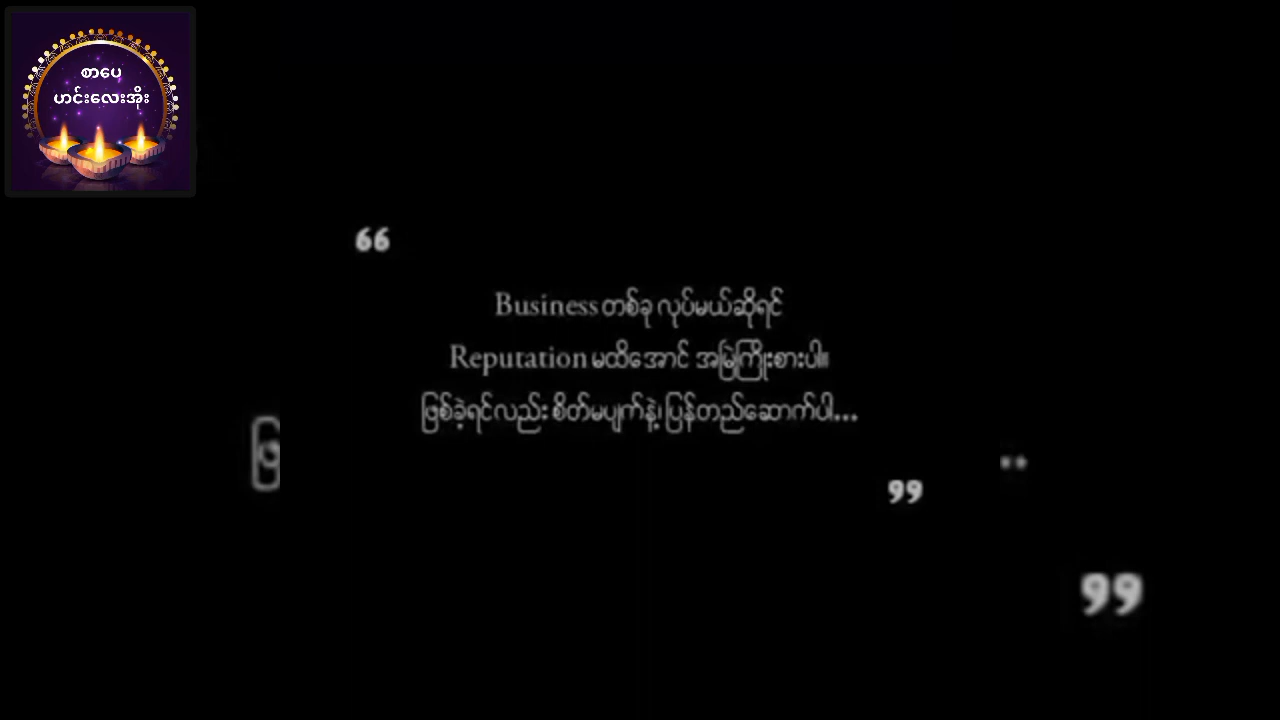 စာပေ
ဟင်းလေးအိုး
“
Business တစ်ခု လုပ်မယ်ဆိုရင်
Reputation မထိအောင် အမြဲကြိုးစားပါ။
ဖြစ်ခဲ့ရင်လည်း စိတ်မပျက်နဲ့၊ ပြန်တည်ဆောက်ပါ...
”